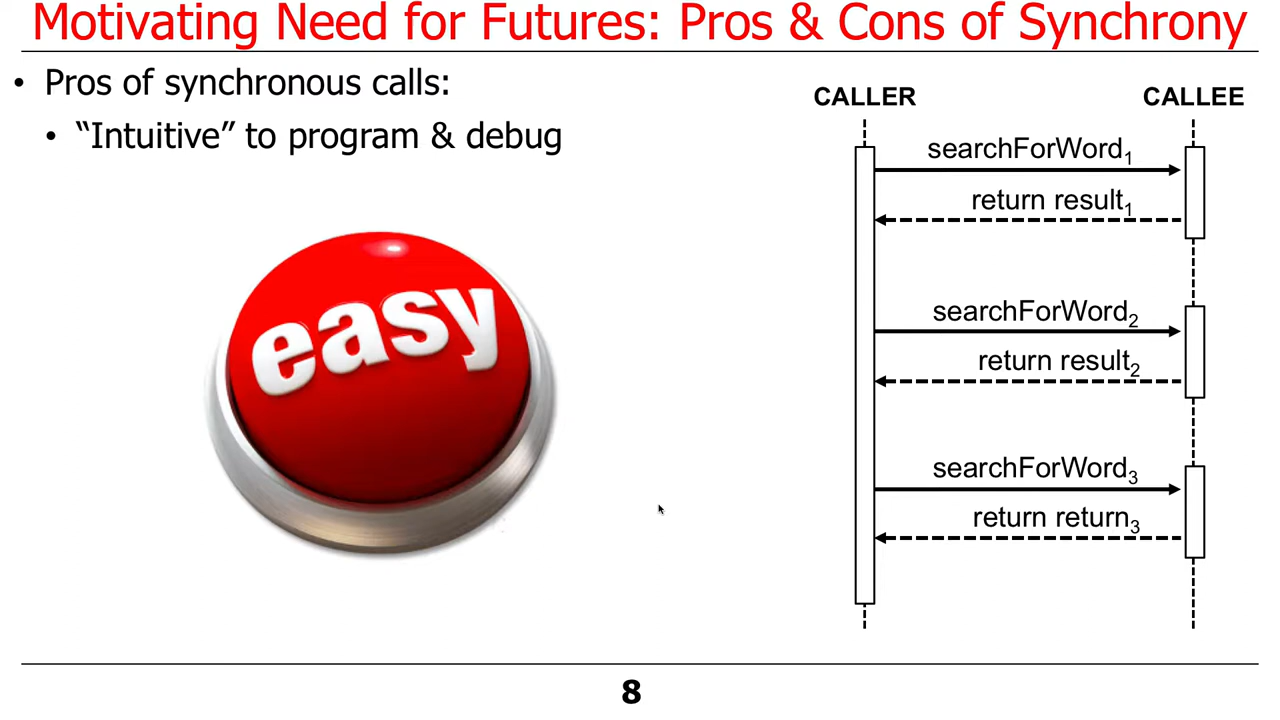 Motivating Need for Futures: Pros & Cons of Synchrony
• Pros of synchronous calls:
• “Intuitive” to program & debug
easy
CALLER
CALLEE
searchForWord1
return result1
searchForWord2
return result2
searchForWord3
return return3
8